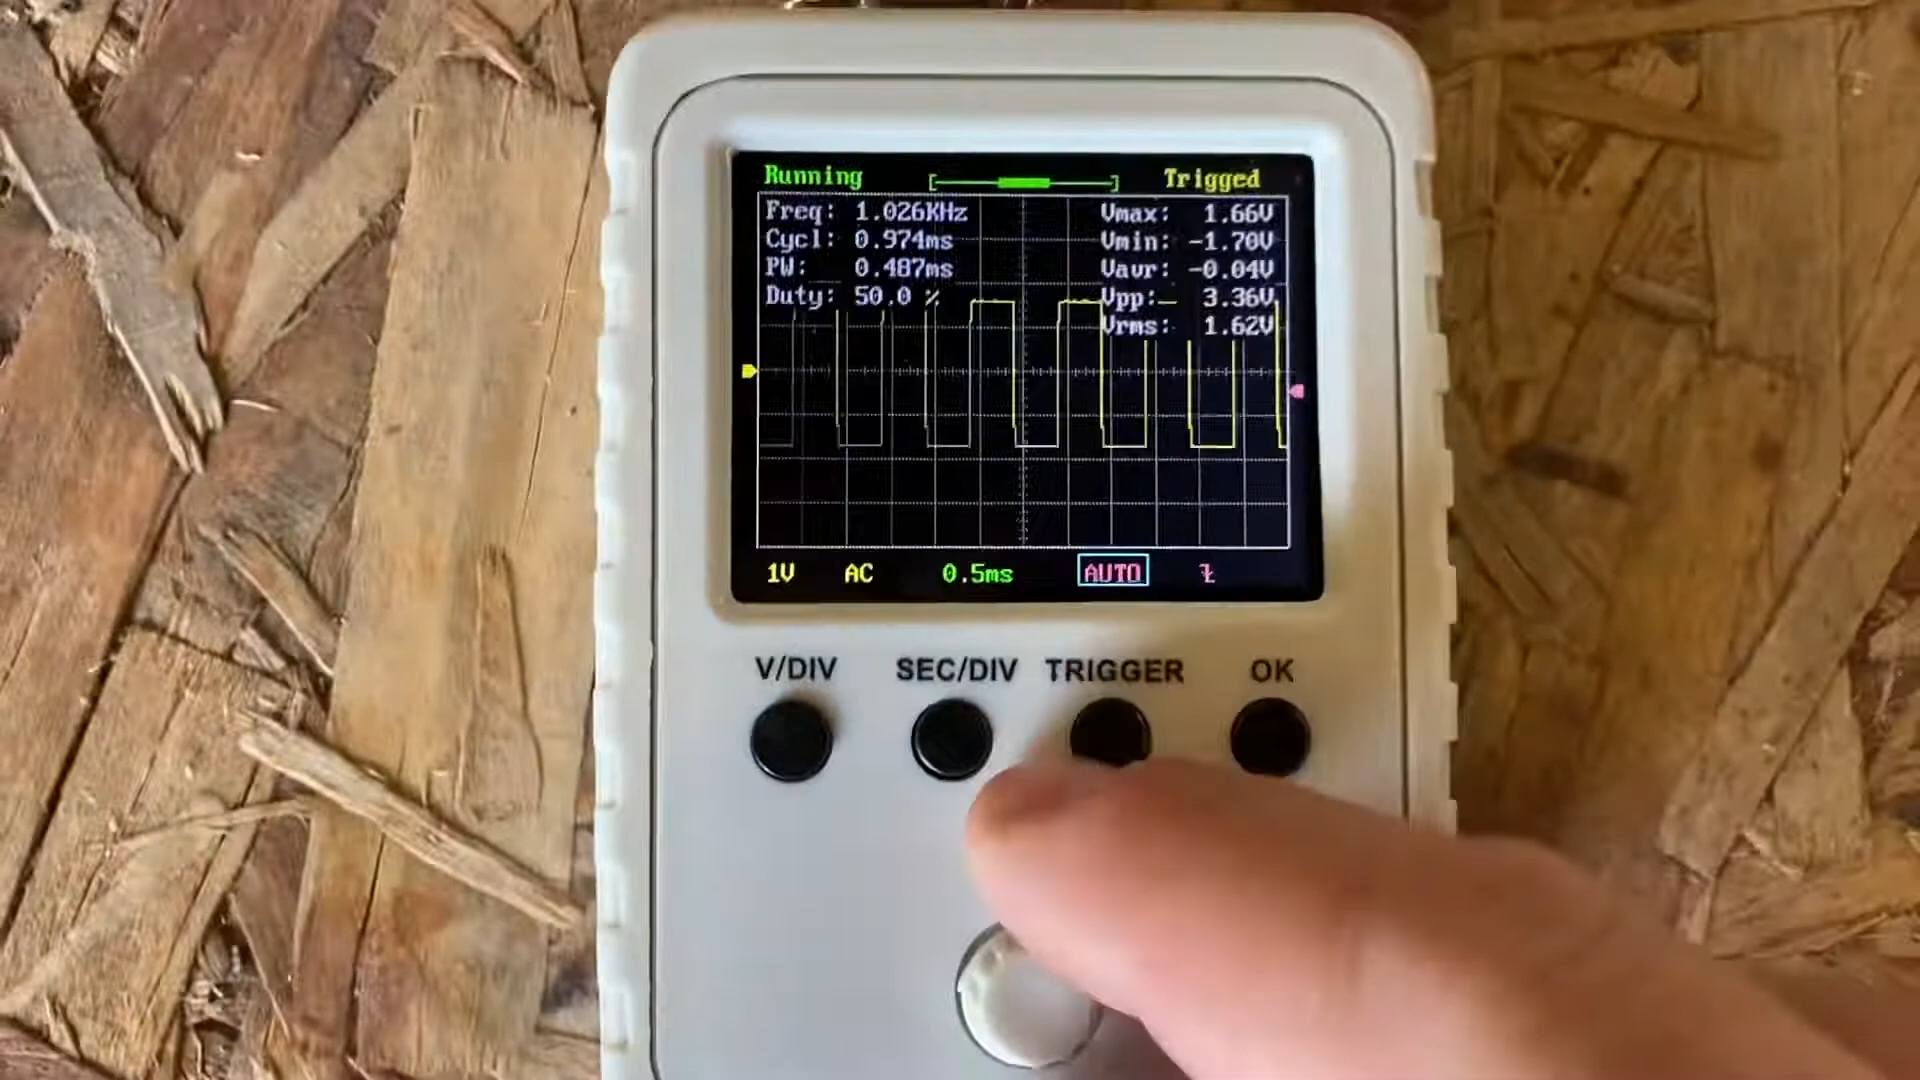 Running Trigged
Freq: 1.026KHz Vmax: 1.66V
Cycl: 0.974ms Vmin: -1.70V
PW: 0.487ms Vavr: -0.04V
Duty: 50.0 % Vpp: 3.36V
Vrms: 1.62V
1V AC 0.5ms AUTO
V/DIV SEC/DIV TRIGGER OK